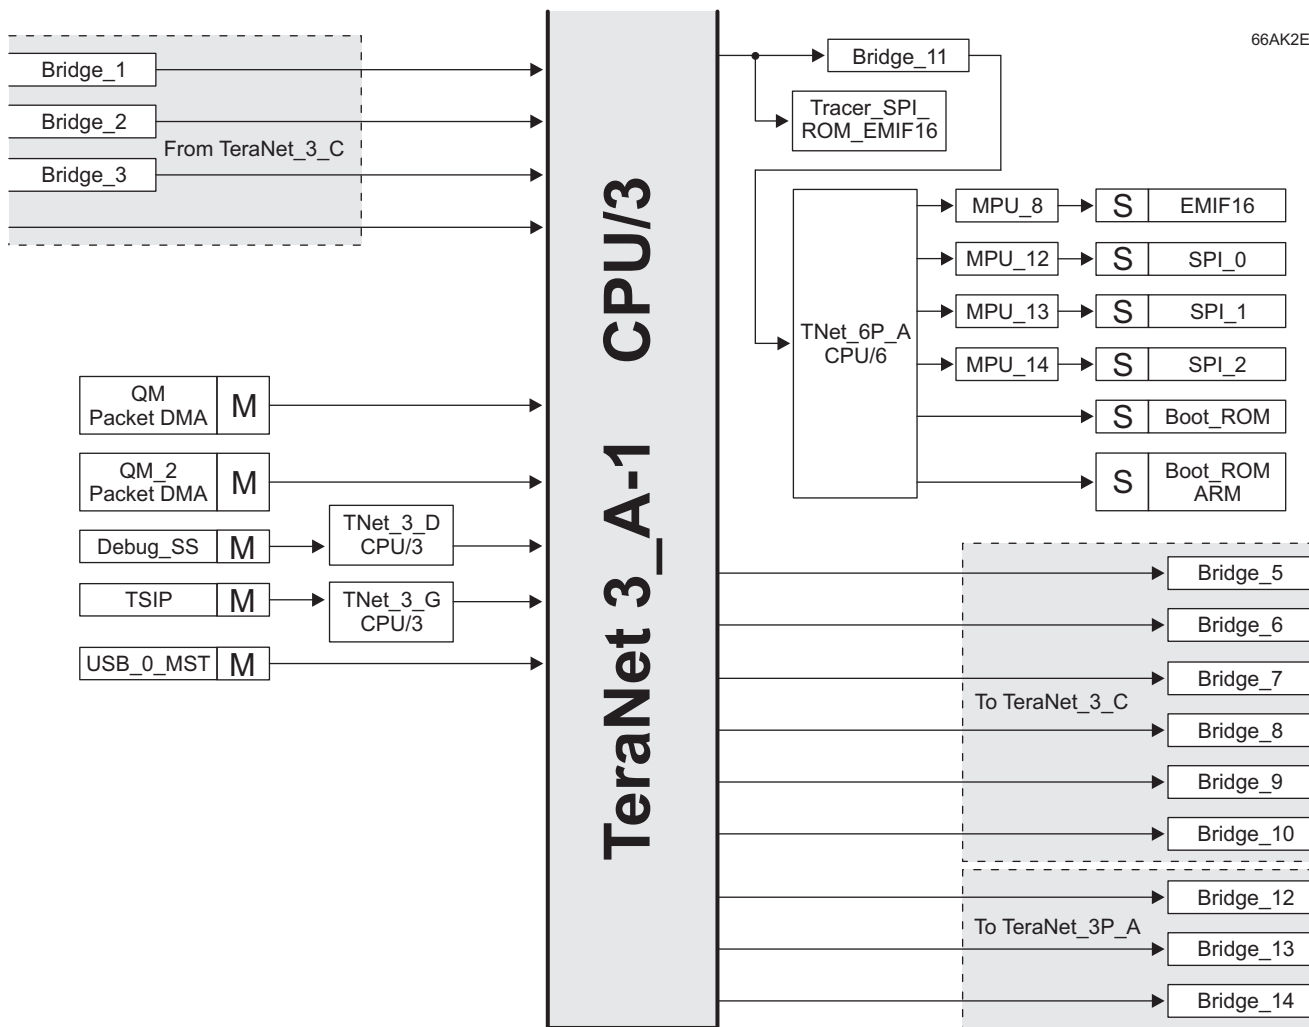 66AK2E
Bridge_1
Bridge_2
From TeraNet_3_C
Bridge_3
QM
Packet DMA
M
QM_2
Packet DMA
M
Debug_SS
M
TNet_3_D
CPU/3
TSIP
M
TNet_3_G
CPU/3
USB_0_MST
M
TeraNet 3_A-1 CPU/3
Bridge_11
Tracer_SPI_
ROM_EMIF16
TNet_6P_A
CPU/6
MPU_8
S
EMIF16
MPU_12
S
SPI_0
MPU_13
S
SPI_1
MPU_14
S
SPI_2
S
Boot_ROM
S
Boot_ROM
ARM
Bridge_5
Bridge_6
Bridge_7
To TeraNet_3_C
Bridge_8
Bridge_9
Bridge_10
Bridge_12
To TeraNet_3P_A
Bridge_13
Bridge_14